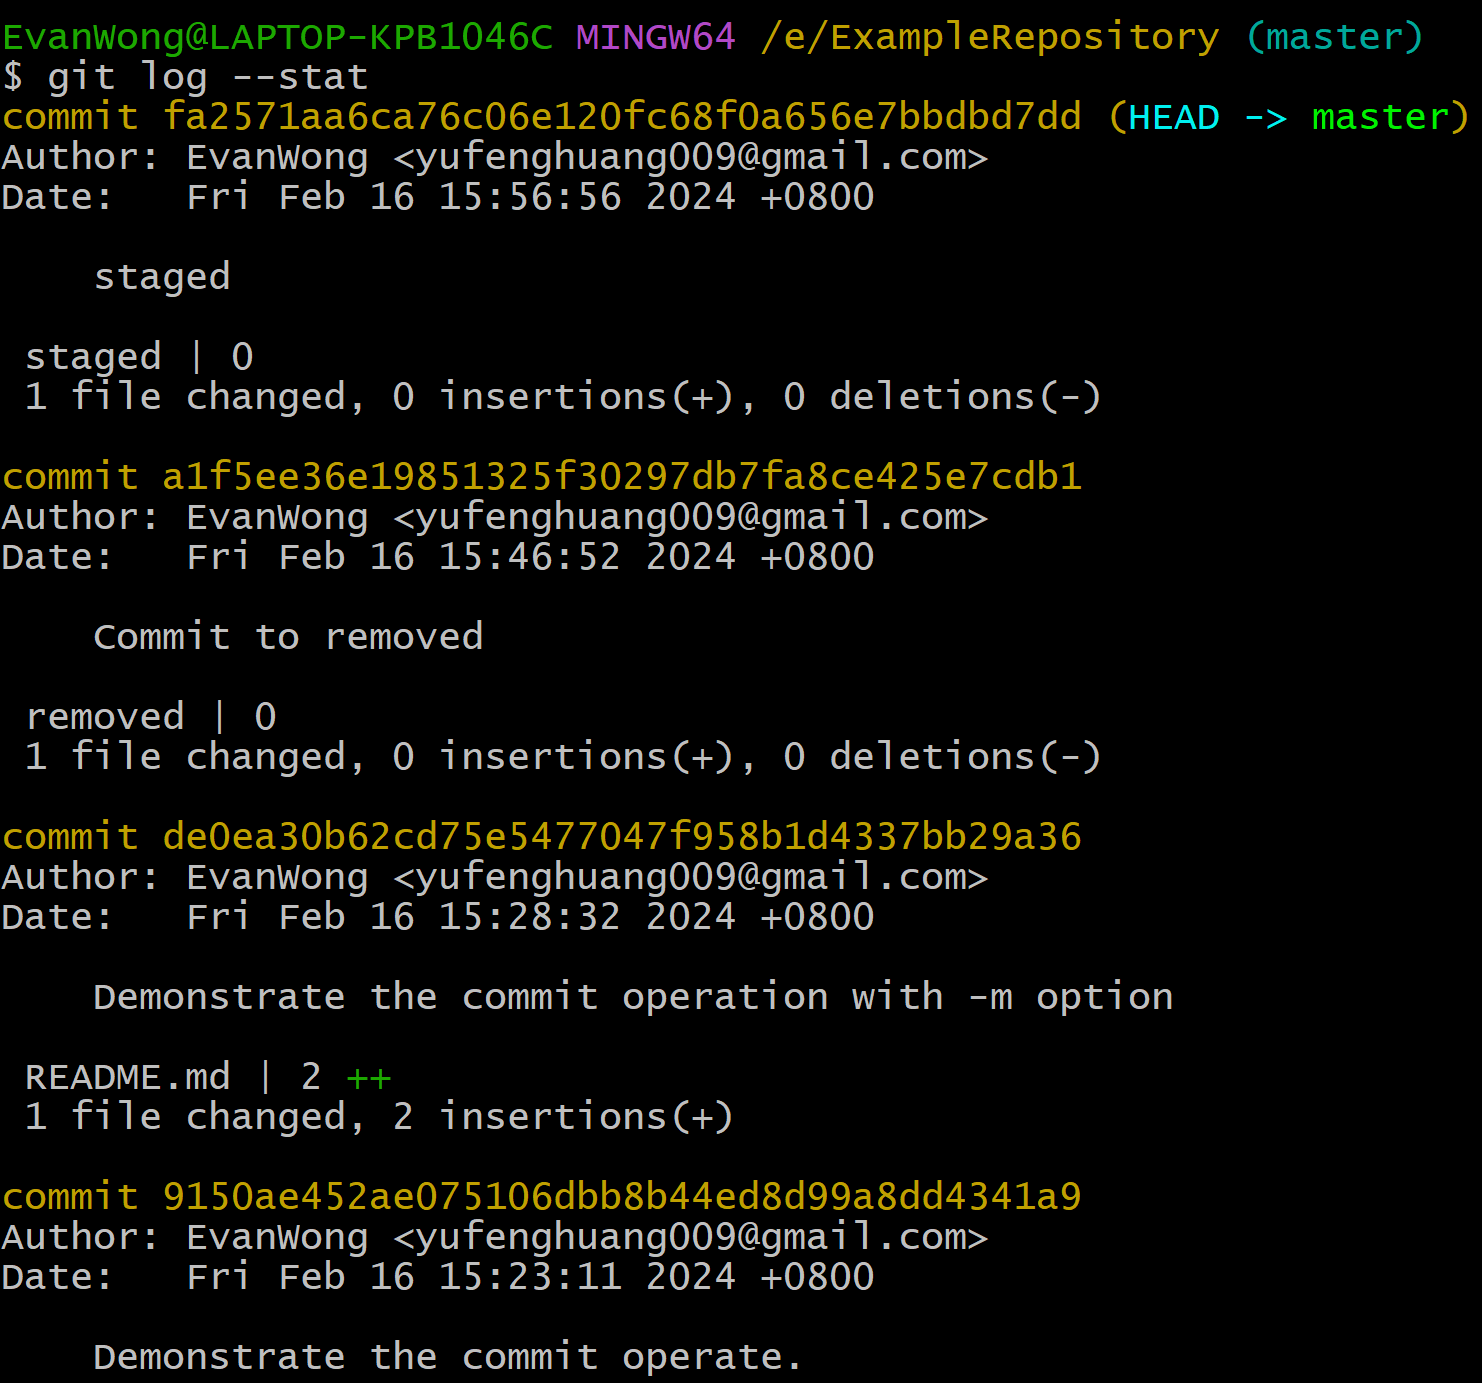 EvanWong@LAPTOP-KPB1046C MINGW64 /e/ExampleRepository (master)
$ git log --stat
commit fa2571aa6ca76c06e120fc68f0a656e7bbdbd7dd (HEAD -> master)
Author: EvanWong <yufenghuang009@gmail.com>
Date:   Fri Feb 16 15:56:56 2024 +0800

    staged

 staged | 0
 1 file changed, 0 insertions(+), 0 deletions(-)

commit a1f5ee36e19851325f30297db7fa8ce425e7cdb1
Author: EvanWong <yufenghuang009@gmail.com>
Date:   Fri Feb 16 15:46:52 2024 +0800

    Commit to removed

 removed | 0
 1 file changed, 0 insertions(+), 0 deletions(-)

commit de0ea30b62cd75e5477047f958b1d4337bb29a36
Author: EvanWong <yufenghuang009@gmail.com>
Date:   Fri Feb 16 15:28:32 2024 +0800

    Demonstrate the commit operation with -m option

 README.md | 2 ++
 1 file changed, 2 insertions(+)

commit 9150ae452ae075106dbb8b44ed8d99a8dd4341a9
Author: EvanWong <yufenghuang009@gmail.com>
Date:   Fri Feb 16 15:23:11 2024 +0800

    Demonstrate the commit operate.